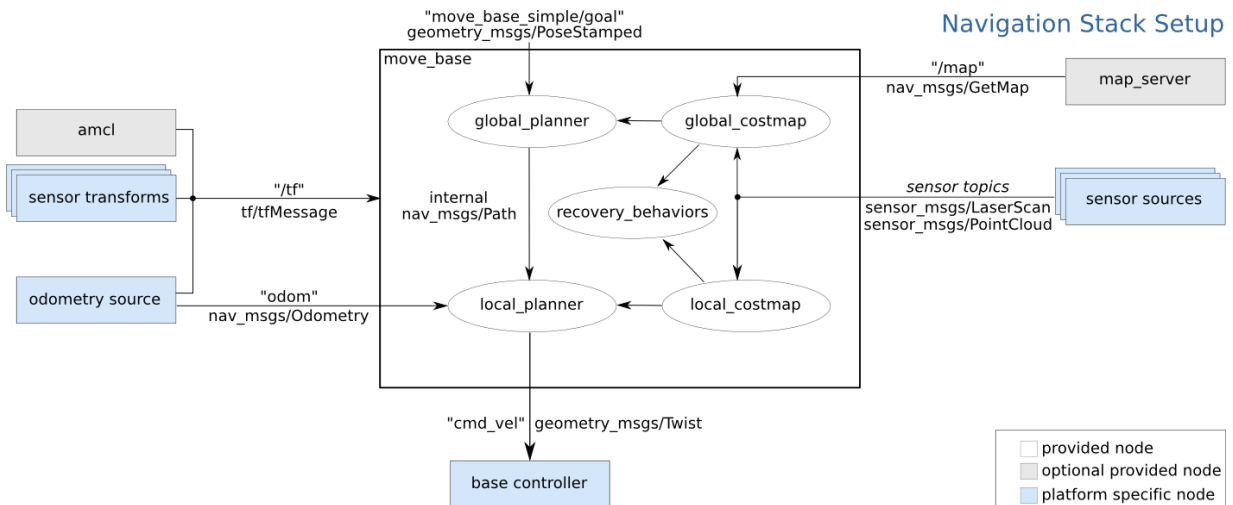 "move_base_simple/goal"
geometry_msgs/PoseStamped
Navigation Stack Setup
move_base
"/map"
nav_msgs/GetMap
map_server
amcl
global_planner
global_costmap
sensor transforms
"/tf"
tf/tfMessage
internal
nav_msgs/Path
recovery_behaviors
sensor topics
sensor_msgs/LaserScan
sensor_msgs/PointCloud
sensor sources
odometry source
"odom"
nav_msgs/Odometry
local_planner
local_costmap
"cmd_vel"
geometry_msgs/Twist
base controller
provided node
optional provided node
platform specific node